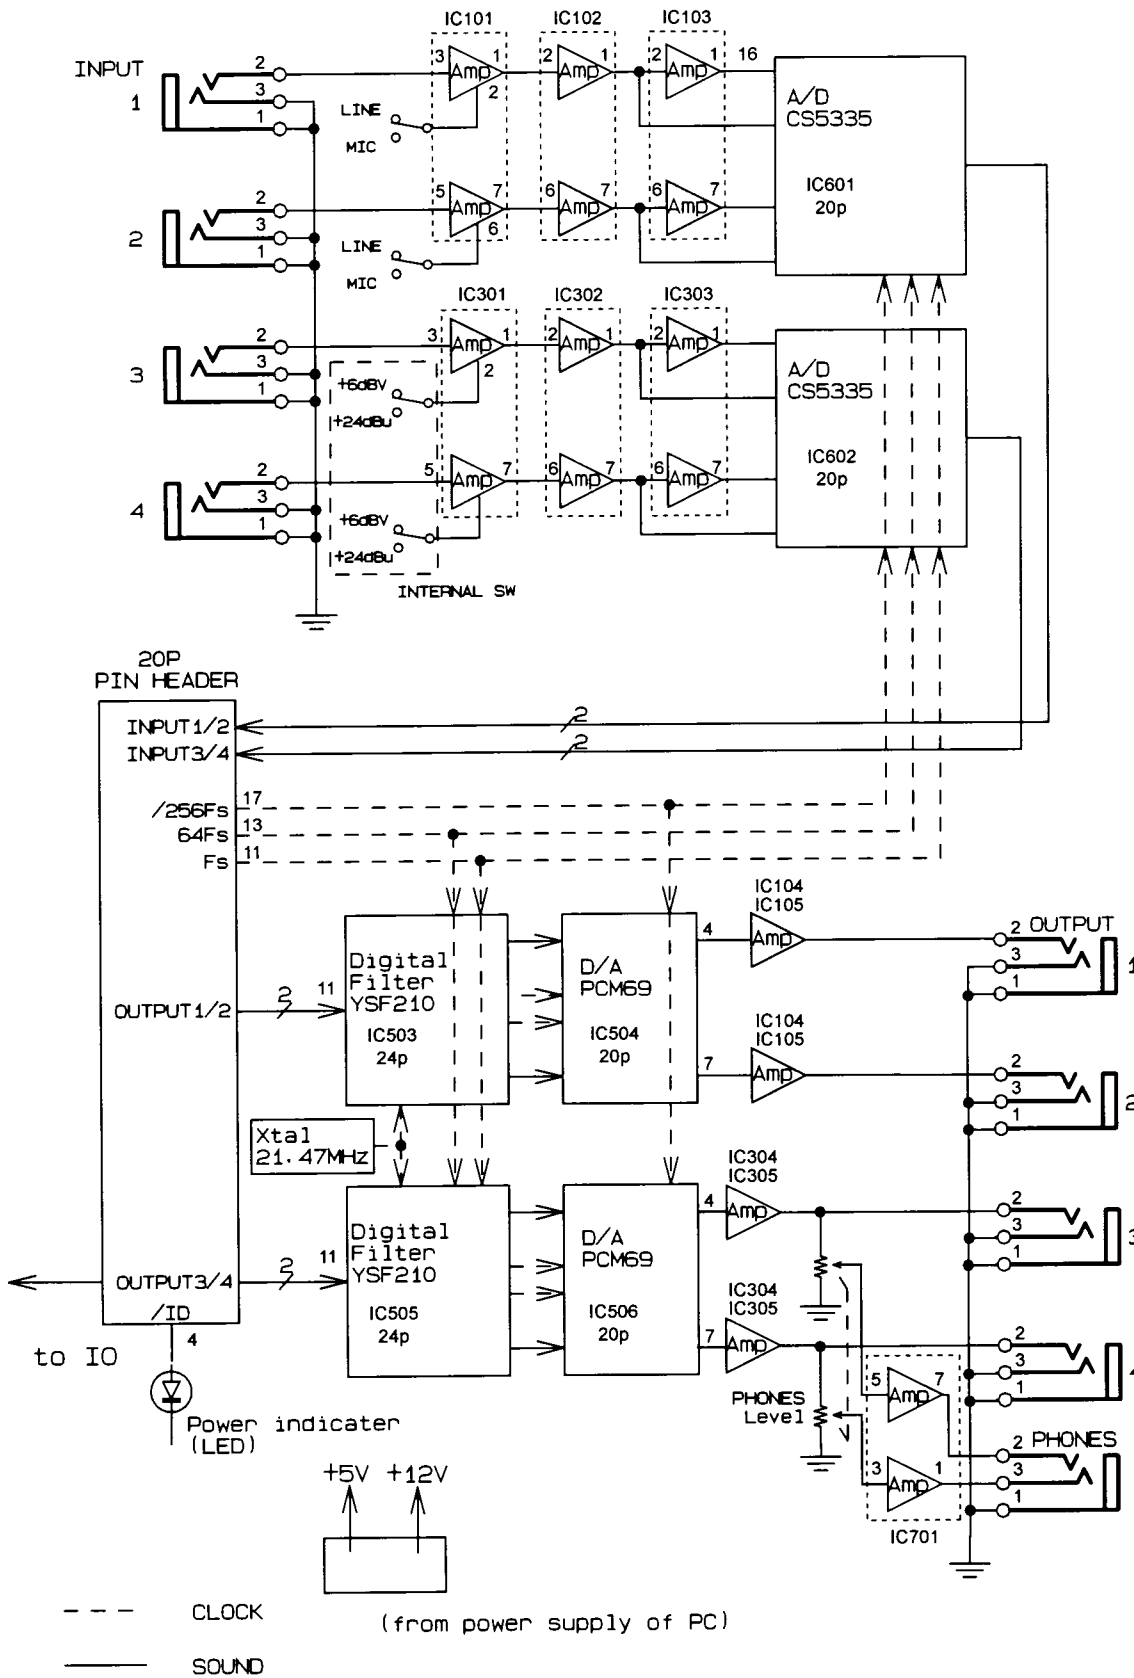 IC101 IC102 IC103
INPUT
1
2
3
1
3 Amp 1
2
2 Amp 1
2 Amp 1
16
LINE
MIC
A/D
CS5335
IC601
20p
2
2
3
1
5 Amp 7
6
6 Amp 7
6 Amp 7
LINE
MIC
IC301 IC302 IC303
3
2
3
1
3 Amp 1
2
2 Amp 1
2 Amp 1
+6dBV
+24dBu
A/D
CS5335
IC602
20p
4
2
3
1
5 Amp 7
6 Amp 7
6 Amp 7
+6dBV
+24dBu
INTERNAL SW
20P
PIN HEADER
INPUT1/2
2
INPUT3/4
2
/256Fs 17
64Fs 13
Fs 11
OUTPUT1/2
2
11
Digital
Filter
YSF210
IC503
24p
D/A
PCM69
IC504
20p
4
IC104
IC105
Amp
2 OUTPUT
3
1
1
7
IC104
IC105
Amp
2
3
1
2
Xtal
21.47MHz
OUTPUT3/4
2
11
Digital
Filter
YSF210
IC505
24p
D/A
PCM69
IC506
20p
4
IC304
IC305
Amp
2
3
1
3
7
IC304
IC305
Amp
2
3
1
4
/ID
4
to IO
Power indicater
(LED)
PHONES
Level
5 Amp 7
3 Amp 1
IC701
2 PHONES
3
1
+5V +12V
(from power supply of PC)
CLOCK
SOUND